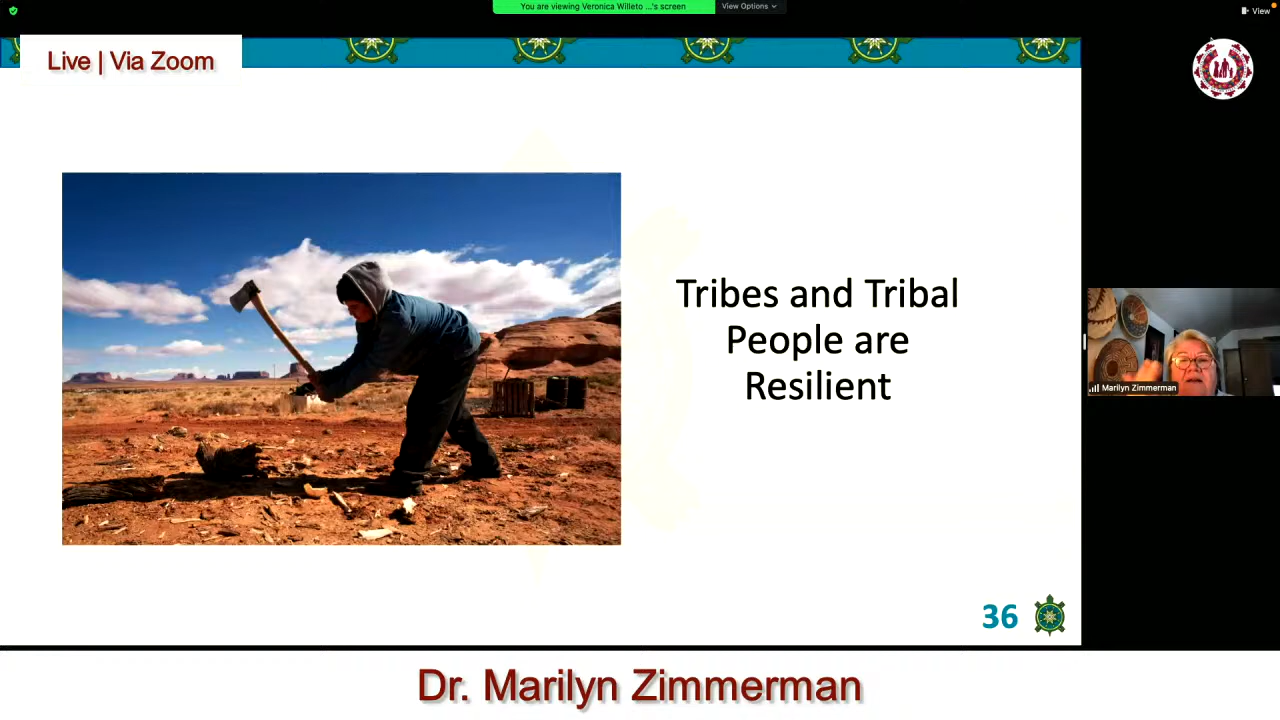 You are viewing Veronica Willeto ...'s screen
View Options
View
Live | Via Zoom
Tribes and Tribal
People are
Resilient
Marilyn Zimmerman
36
Dr. Marilyn Zimmerman